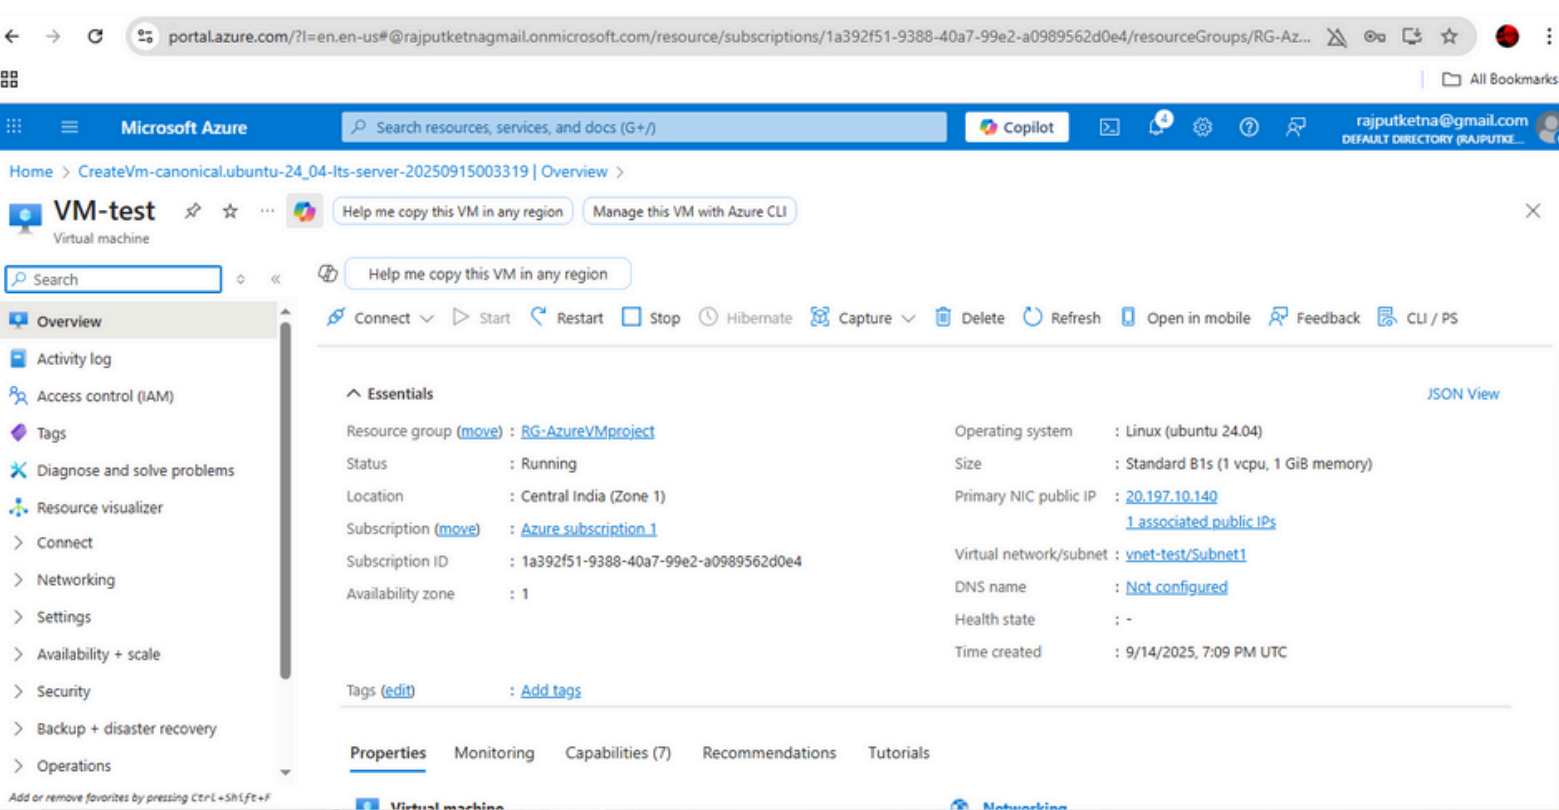 portal.azure.com/?l=en.en-us#@rajputketnagmail.onmicrosoft.com/resource/subscriptions/1a392f51-9388-40a7-99e2-a0989562d0e4/resourceGroups/RG-Az...
All Bookmarks
Microsoft Azure
Search resources, services, and docs (G+/)
Copilot
4
rajputketna@gmail.com
DEFAULT DIRECTORY (RAJPUTKE...
Home > CreateVm-canonical.ubuntu-24_04-lts-server-20250915003319 | Overview >
VM-test
Virtual machine
Help me copy this VM in any region
Manage this VM with Azure CLI
Search
Help me copy this VM in any region
Connect Start Restart Stop Hibernate Capture Delete Refresh Open in mobile Feedback CLI / PS
Overview
Activity log
Access control (IAM)
Tags
Diagnose and solve problems
Resource visualizer
Connect
Networking
Settings
Availability + scale
Security
Backup + disaster recovery
Operations
Add or remove favorites by pressing Ctrl+Shift+F
Essentials
JSON View
Resource group (move) : RG-AzureVMproject
Status : Running
Location : Central India (Zone 1)
Subscription (move) : Azure subscription 1
Subscription ID : 1a392f51-9388-40a7-99e2-a0989562d0e4
Availability zone : 1
Operating system : Linux (ubuntu 24.04)
Size : Standard B1s (1 vcpu, 1 GiB memory)
Primary NIC public IP : 20.197.10.140
1 associated public IPs
Virtual network/subnet : vnet-test/Subnet1
DNS name : Not configured
Health state : -
Time created : 9/14/2025, 7:09 PM UTC
Tags (edit) : Add tags
Properties Monitoring Capabilities (7) Recommendations Tutorials
Virtual machine
Networking